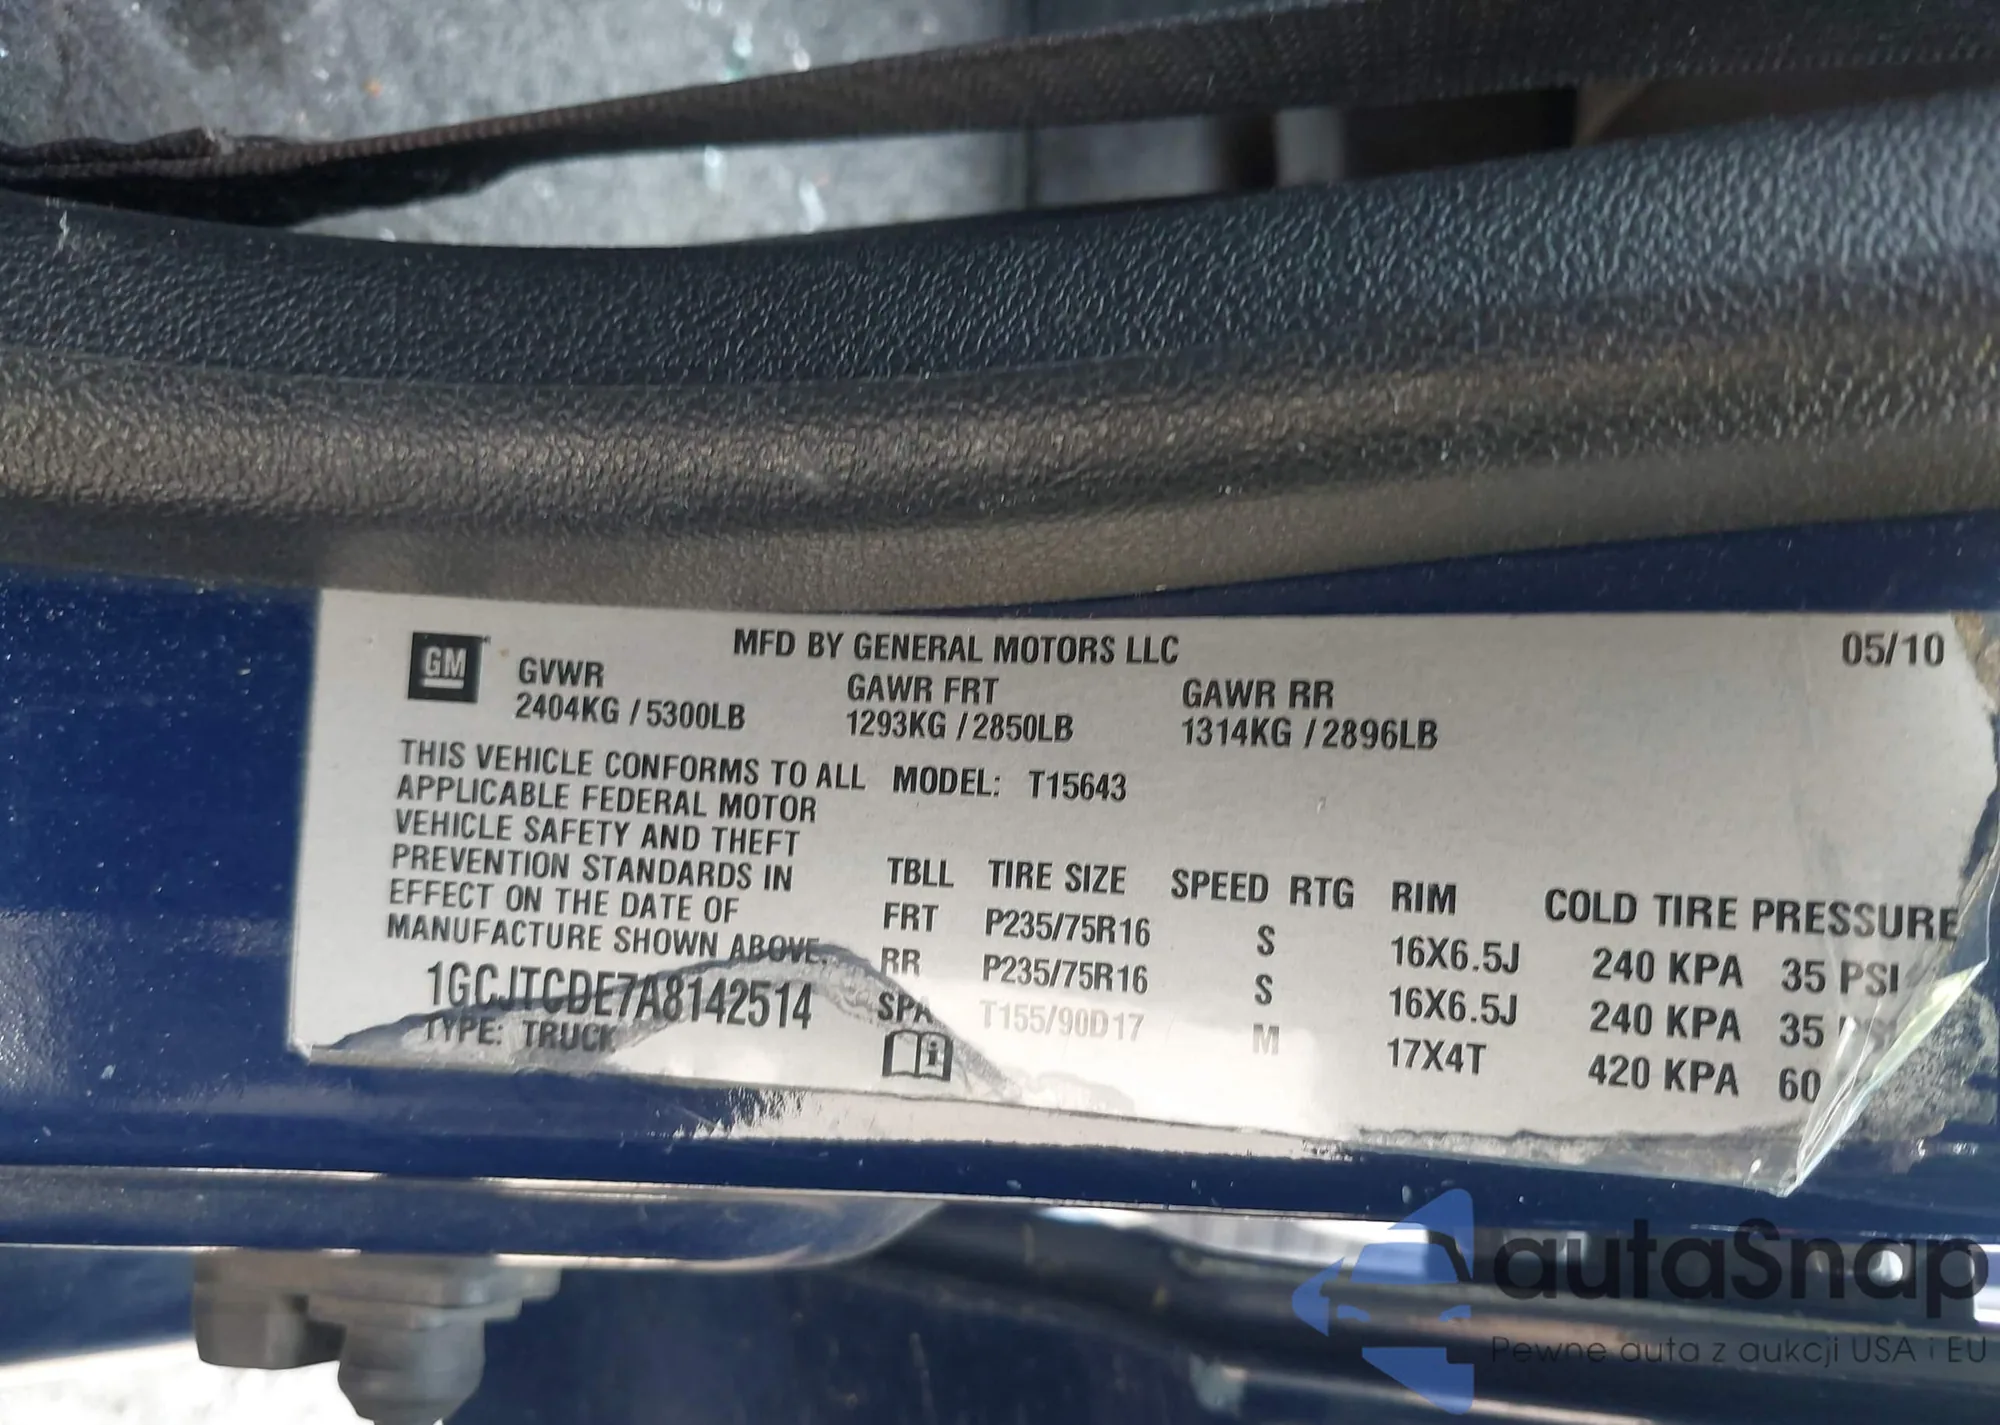 MFD BY GENERAL MOTORS LLC 05/10
GM
GVWR GAWR FRT GAWR RR
2404KG / 5300LB 1293KG / 2850LB 1314KG / 2896LB
THIS VEHICLE CONFORMS TO ALL MODEL: T15643
APPLICABLE FEDERAL MOTOR
VEHICLE SAFETY AND THEFT
PREVENTION STANDARDS IN
EFFECT ON THE DATE OF
MANUFACTURE SHOWN ABOVE.
1GCJTCDE7A8142514
TYPE: TRUCK
TBLL TIRE SIZE SPEED RTG RIM COLD TIRE PRESSURE
FRT P235/75R16 S 16X6.5J 240 KPA 35 PSI
RR P235/75R16 S 16X6.5J 240 KPA 35 PSI
SPA T155/90D17 M 17X4T 420 KPA 60
autaSnap
Pewne auta z aukcji USA i EU